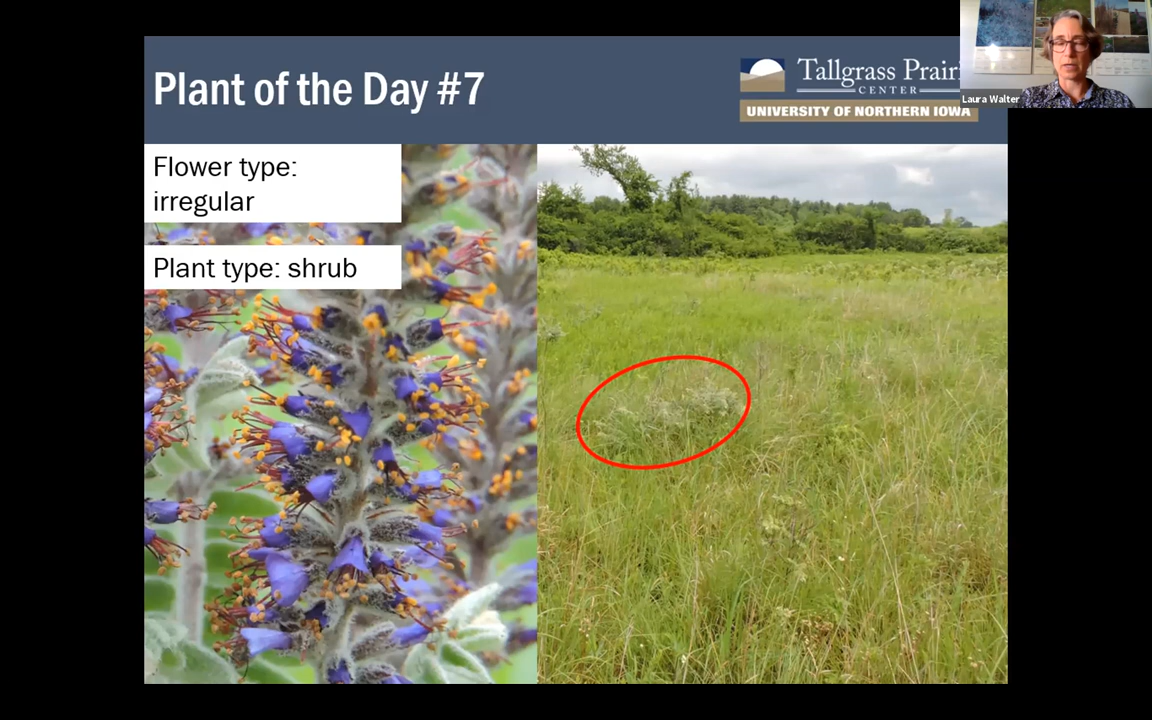 Plant of the Day #7
Tallgrass Prairi
CENTER
UNIVERSITY OF NORTHERN IOWA
Laura Walter
Flower type:
irregular
Plant type: shrub